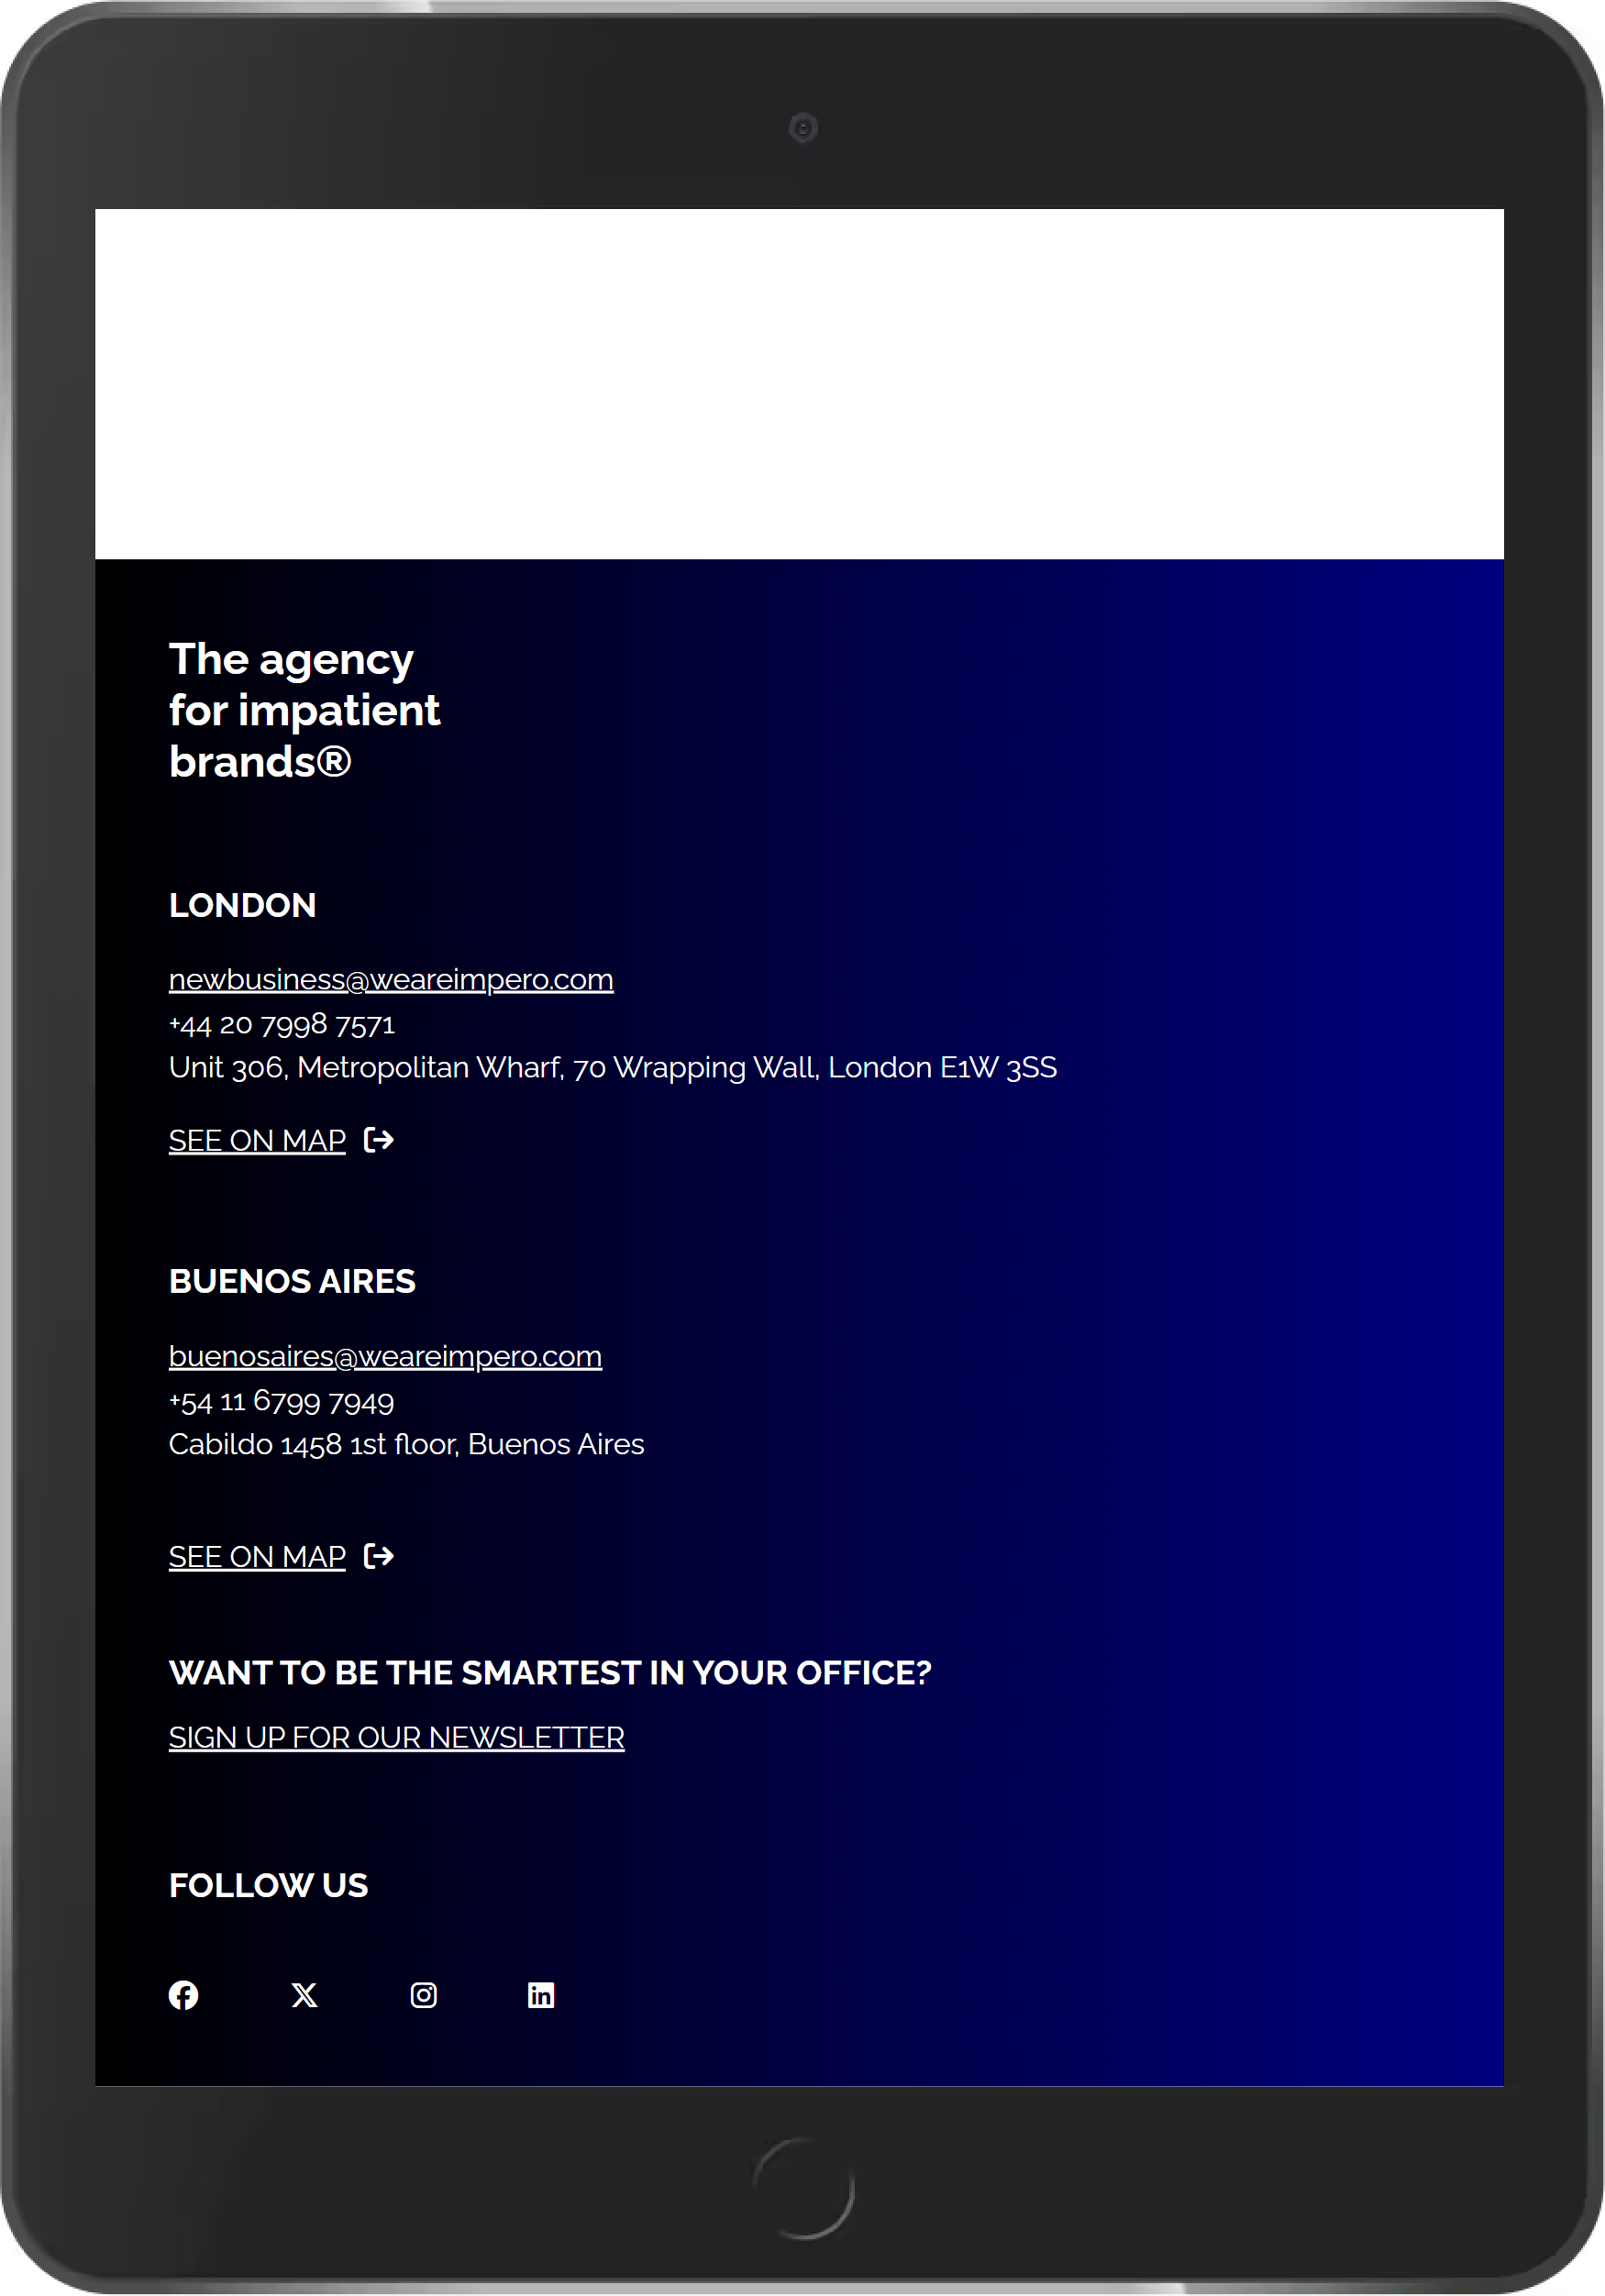 The agency
for impatient
brands®
LONDON
newbusiness@weareimpero.com
+44 20 7998 7571
Unit 306, Metropolitan Wharf, 70 Wrapping Wall, London E1W 3SS
SEE ON MAP
BUENOS AIRES
buenosaires@weareimpero.com
+54 11 6799 7949
Cabildo 1458 1st floor, Buenos Aires
SEE ON MAP
WANT TO BE THE SMARTEST IN YOUR OFFICE?
SIGN UP FOR OUR NEWSLETTER
FOLLOW US